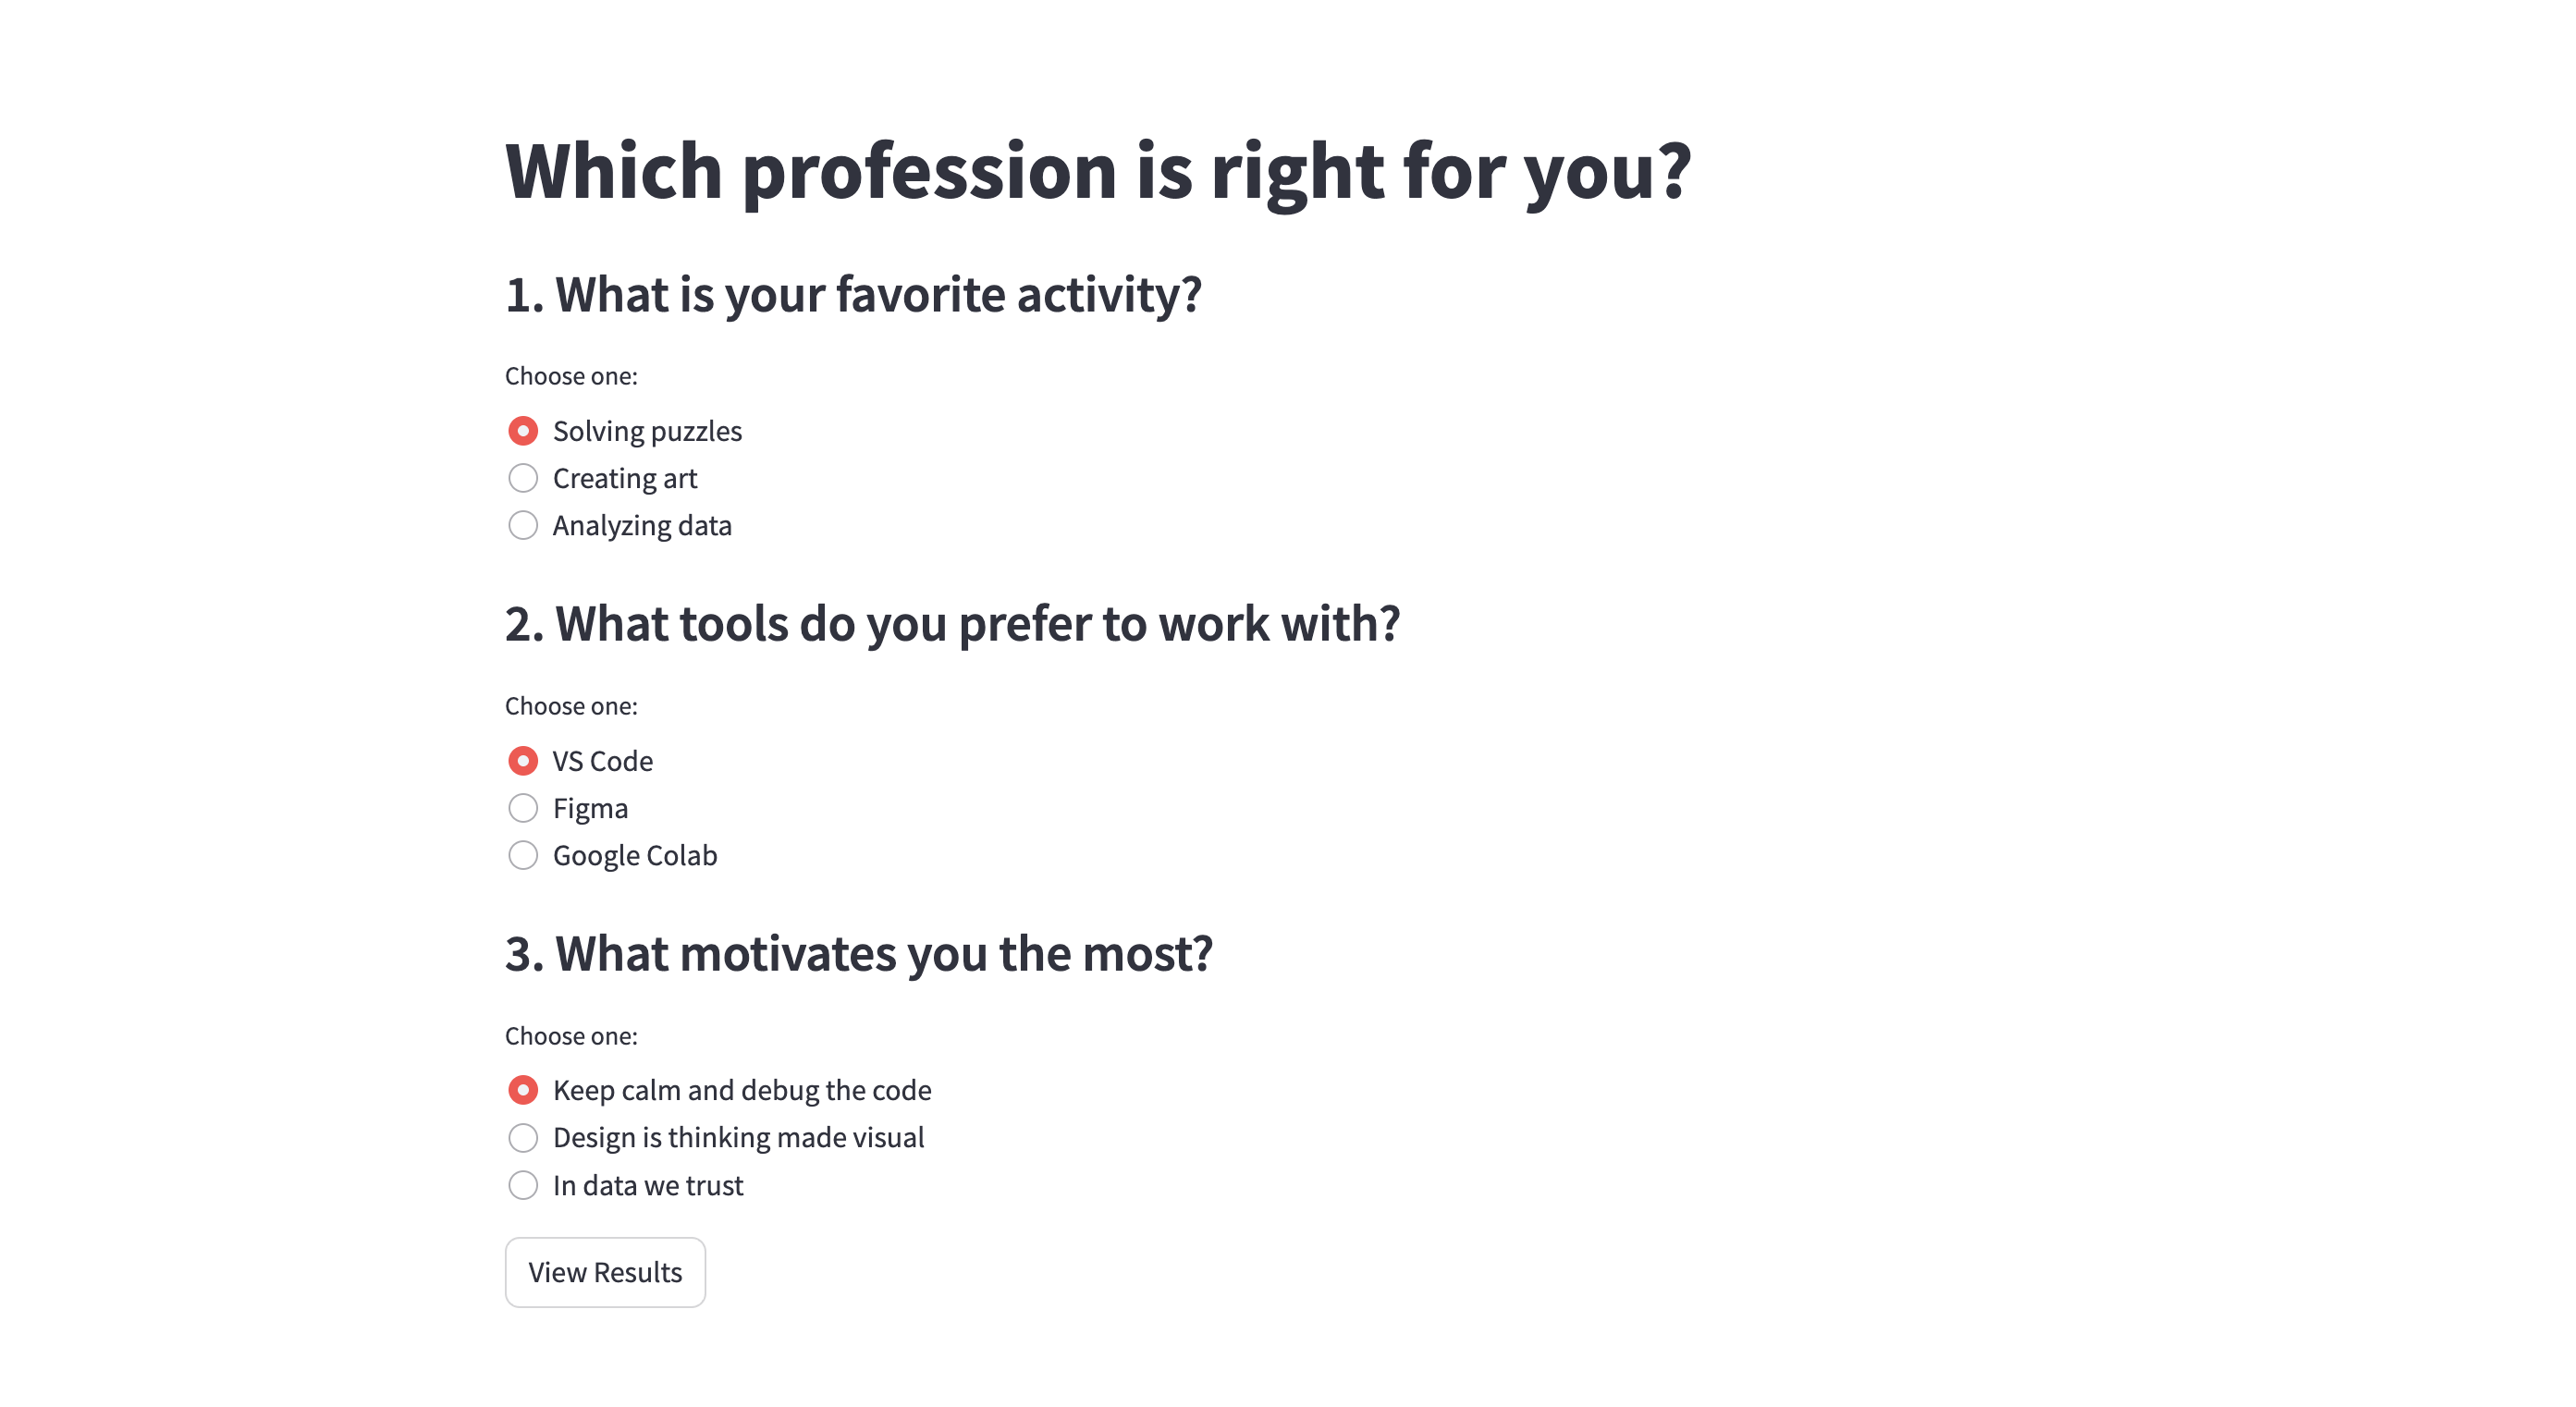 Which profession is right for you?
1. What is your favorite activity?
Choose one:
Solving puzzles
Creating art
Analyzing data
2. What tools do you prefer to work with?
Choose one:
VS Code
Figma
Google Colab
3. What motivates you the most?
Choose one:
Keep calm and debug the code
Design is thinking made visual
In data we trust
View Results